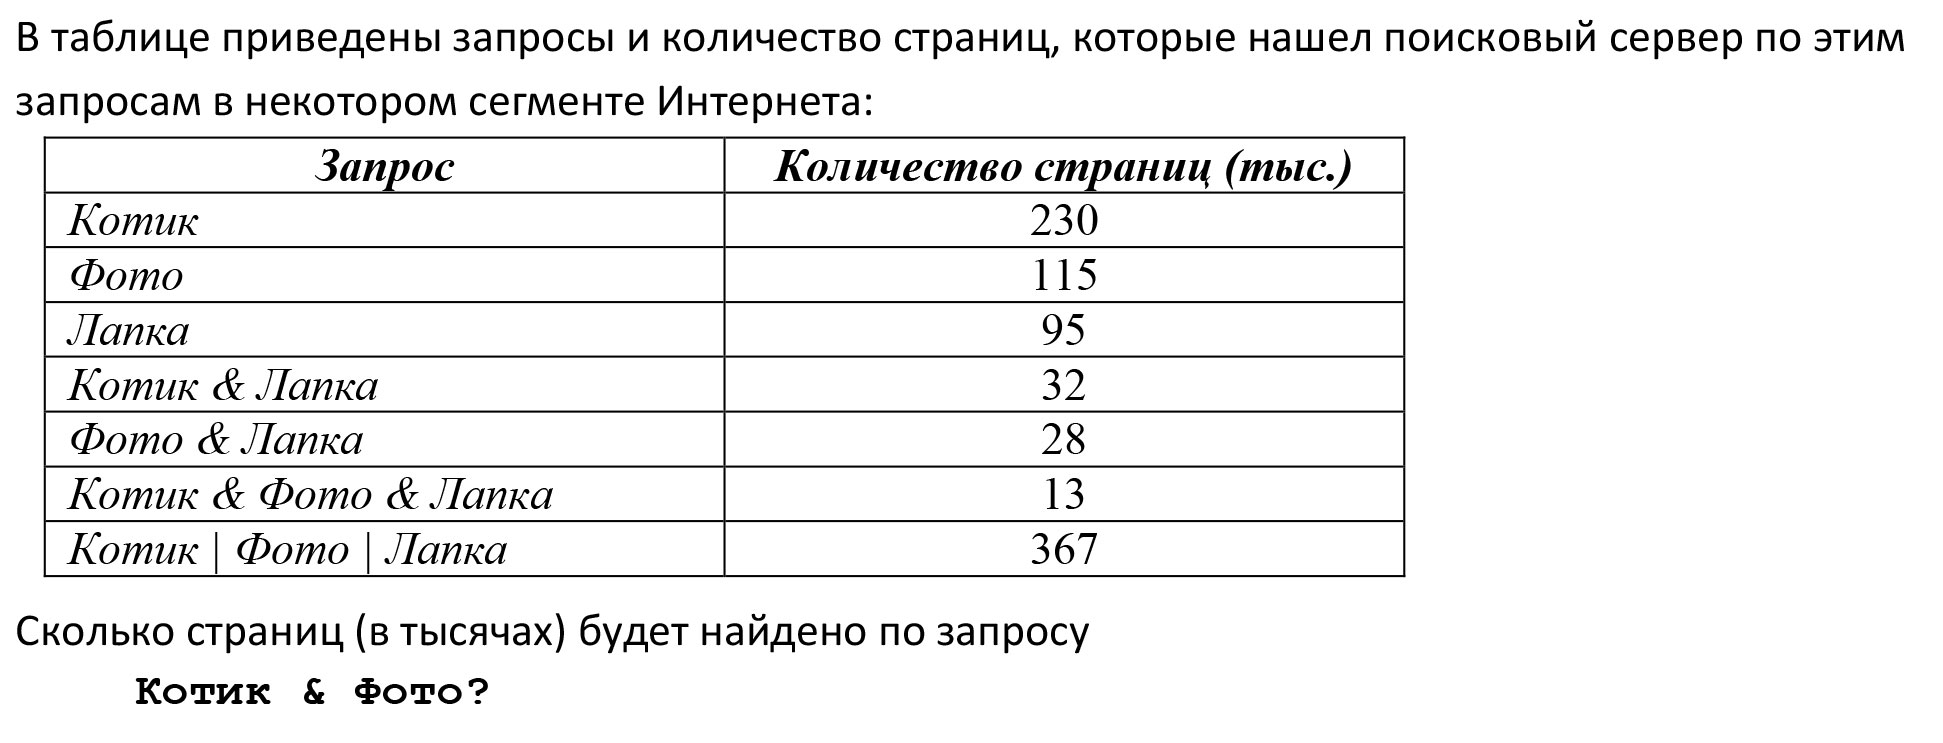 В таблице приведены запросы и количество страниц, которые нашел поисковый сервер по этим
запросам в некотором сегменте Интернета:
Запрос Количество страниц (тыс.)
Котик 230
Фото 115
Лапка 95
Котик & Лапка 32
Фото & Лапка 28
Котик & Фото & Лапка 13
Котик | Фото | Лапка 367
Сколько страниц (в тысячах) будет найдено по запросу
Котик & Фото?